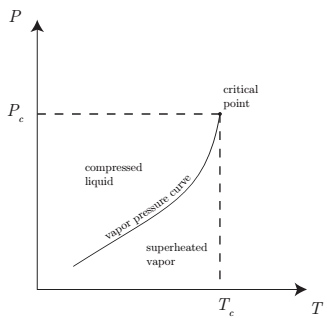 P
critical
point
P_c
compressed
liquid
vapor pressure curve
superheated
vapor
T_c
T